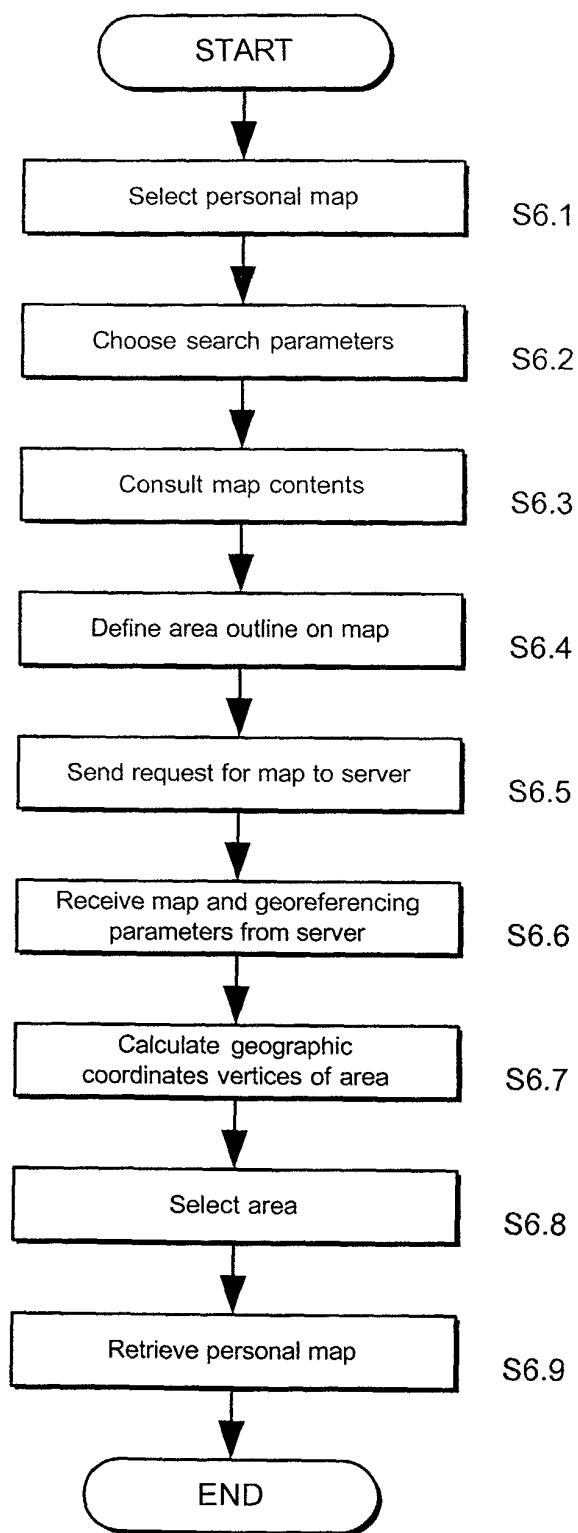 START
Select personal map
S6.1
Choose search parameters
S6.2
Consult map contents
S6.3
Define area outline on map
S6.4
Send request for map to server
S6.5
Receive map and georeferencing
parameters from server
S6.6
Calculate geographic
coordinates vertices of area
S6.7
Select area
S6.8
Retrieve personal map
S6.9
END